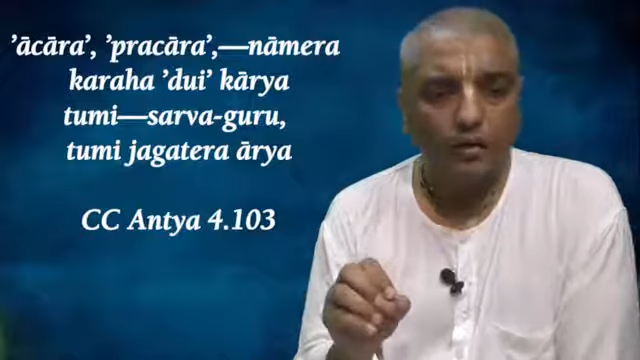 ’ācāra’, ’pracāra’,—nāmera
karaha ’dui’ kārya
tumi—sarva-guru,
tumi jagatera ārya
CC Antya 4.103